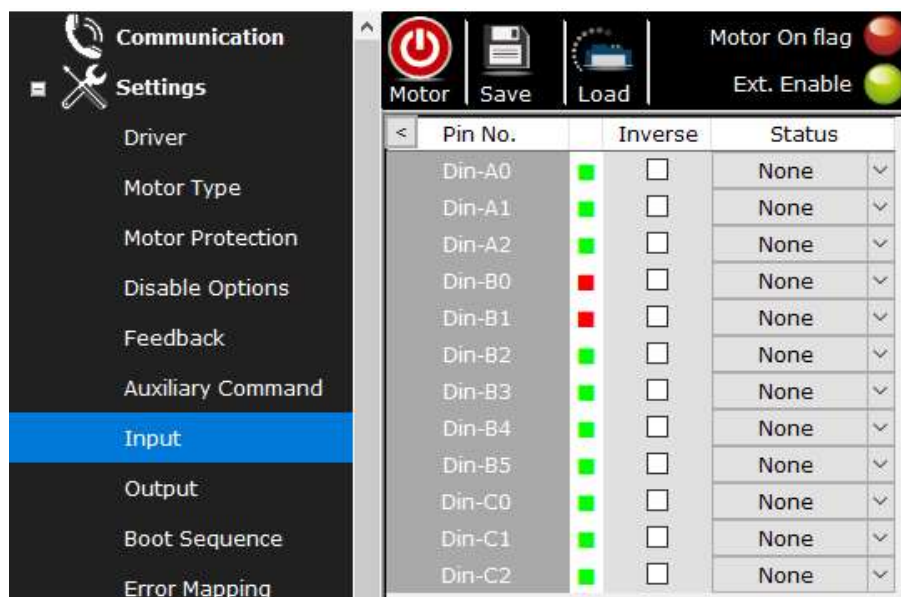 Communication
Settings
Driver
Motor Type
Motor Protection
Disable Options
Feedback
Auxiliary Command
Input
Output
Boot Sequence
Error Mapping
Motor Save Load
Motor On flag
Ext. Enable
< Pin No. Inverse Status
Din-A0 None
Din-A1 None
Din-A2 None
Din-B0 None
Din-B1 None
Din-B2 None
Din-B3 None
Din-B4 None
Din-B5 None
Din-C0 None
Din-C1 None
Din-C2 None